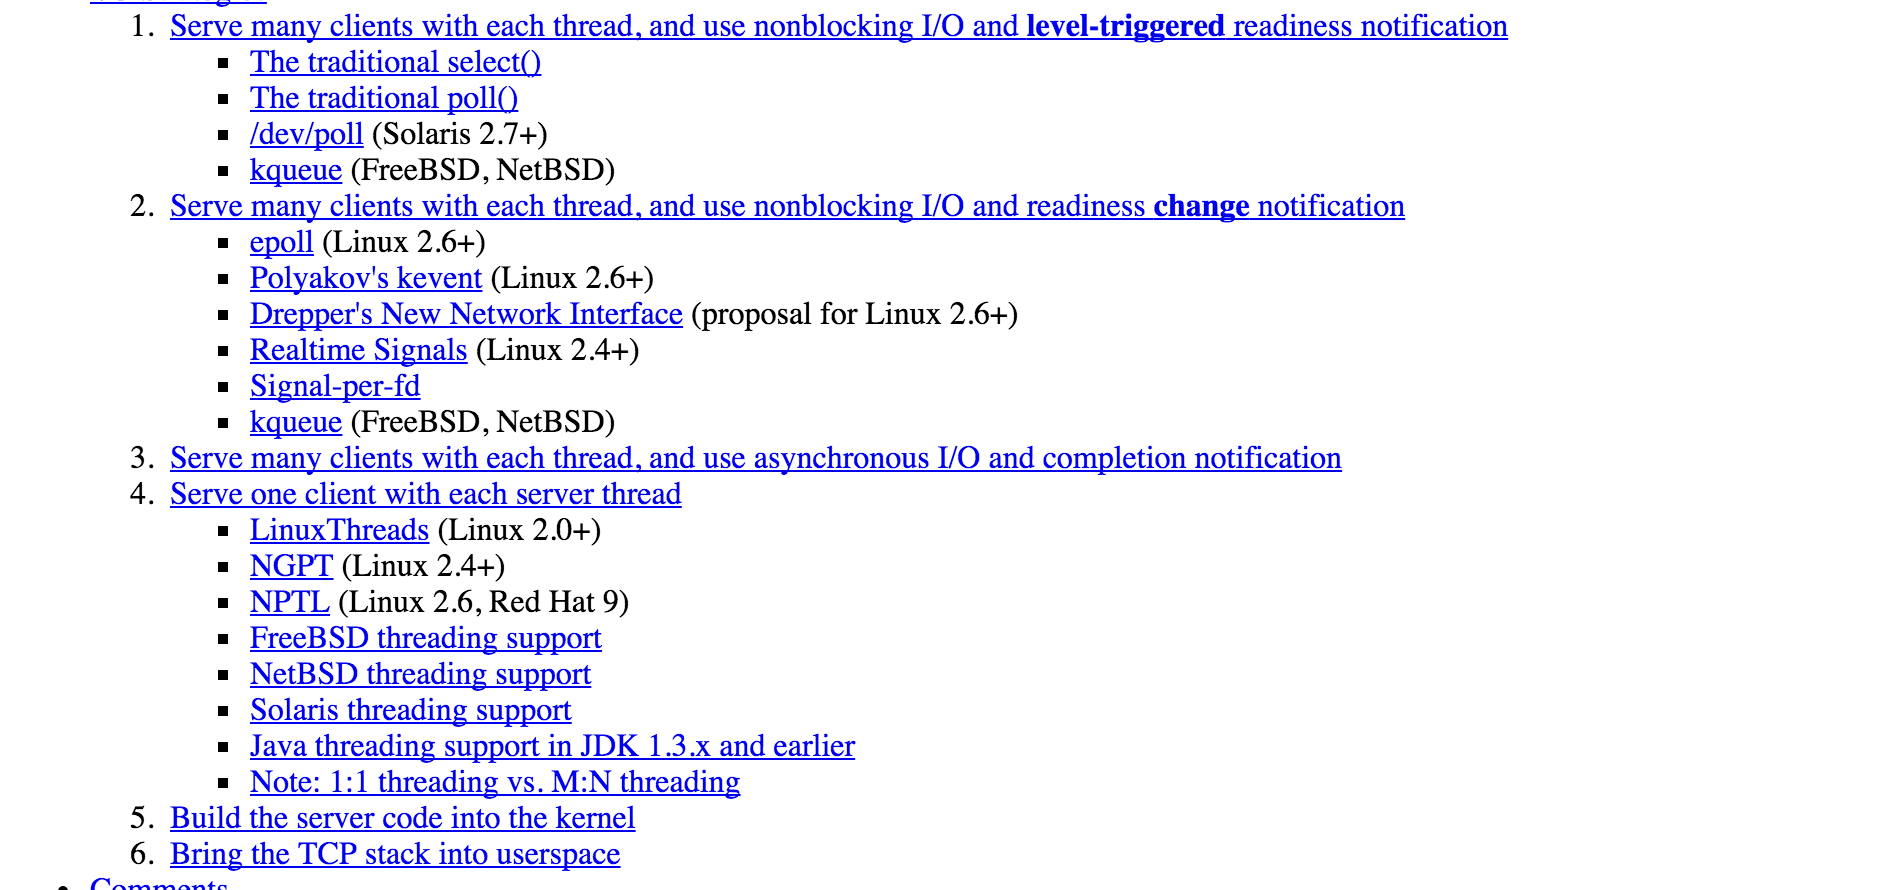 1. Serve many clients with each thread, and use nonblocking I/O and level-triggered readiness notification
▪ The traditional select()
▪ The traditional poll()
▪ /dev/poll (Solaris 2.7+)
▪ kqueue (FreeBSD, NetBSD)
2. Serve many clients with each thread, and use nonblocking I/O and readiness change notification
▪ epoll (Linux 2.6+)
▪ Polyakov's kevent (Linux 2.6+)
▪ Drepper's New Network Interface (proposal for Linux 2.6+)
▪ Realtime Signals (Linux 2.4+)
▪ Signal-per-fd
▪ kqueue (FreeBSD, NetBSD)
3. Serve many clients with each thread, and use asynchronous I/O and completion notification
4. Serve one client with each server thread
▪ LinuxThreads (Linux 2.0+)
▪ NGPT (Linux 2.4+)
▪ NPTL (Linux 2.6, Red Hat 9)
▪ FreeBSD threading support
▪ NetBSD threading support
▪ Solaris threading support
▪ Java threading support in JDK 1.3.x and earlier
▪ Note: 1:1 threading vs. M:N threading
5. Build the server code into the kernel
6. Bring the TCP stack into userspace
• Comments